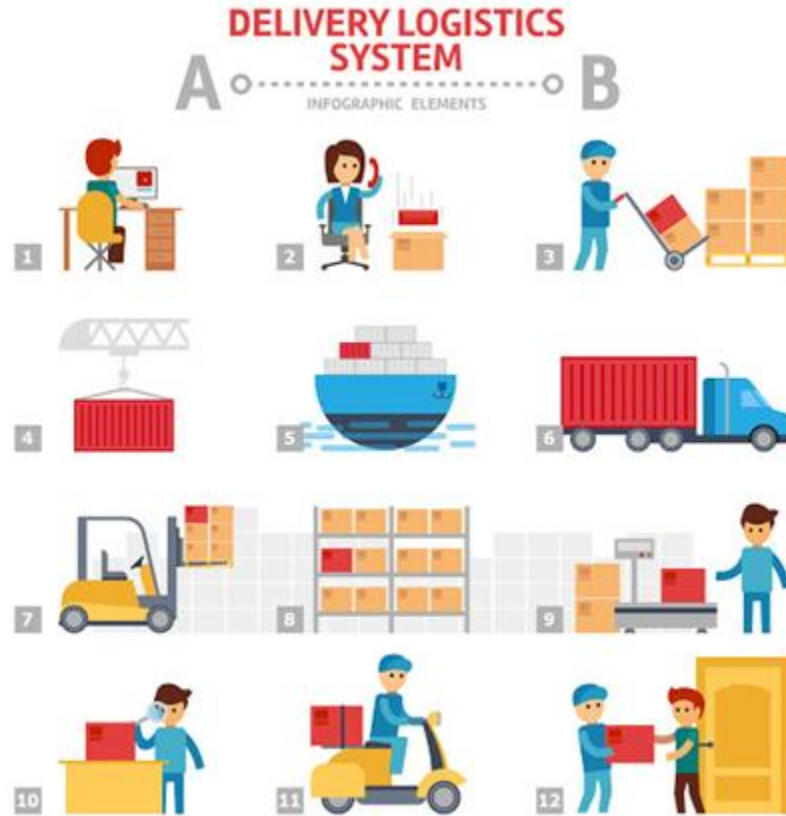 DELIVERY LOGISTICS
SYSTEM
A B
INFOGRAPHIC ELEMENTS
1 2 3
4 5 6
7 8 9
10 11 12